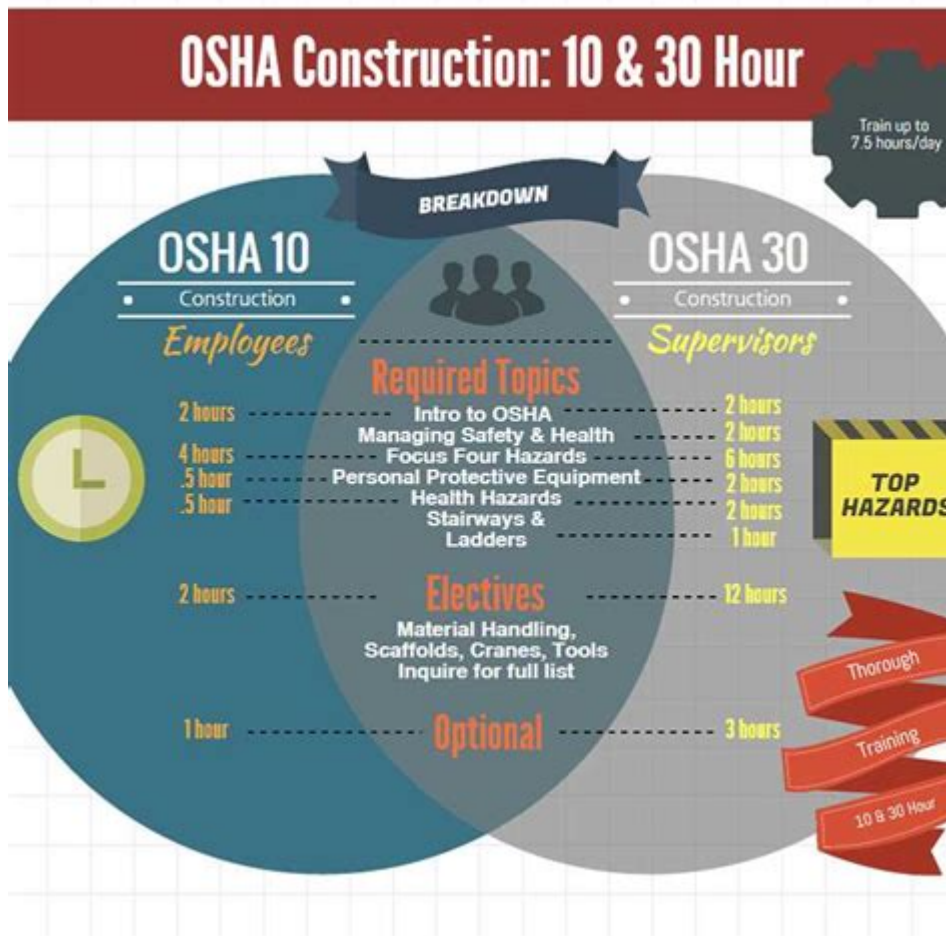 OSHA Construction: 10 & 30 Hour
Train up to
7.5 hours/day
BREAKDOWN
OSHA 10
Construction
Employees
OSHA 30
Construction
Supervisors
Required Topics
2 hours Intro to OSHA 2 hours
Managing Safety & Health 2 hours
4 hours Focus Four Hazards 6 hours
.5 hour Personal Protective Equipment 2 hours
.5 hour Health Hazards 2 hours
Stairways &
Ladders 1 hour
2 hours Electives 12 hours
Material Handling,
Scaffolds, Cranes, Tools
Inquire for full list
1 hour Optional 3 hours
TOP
HAZARDS
Thorough
Training
10 & 30 Hour